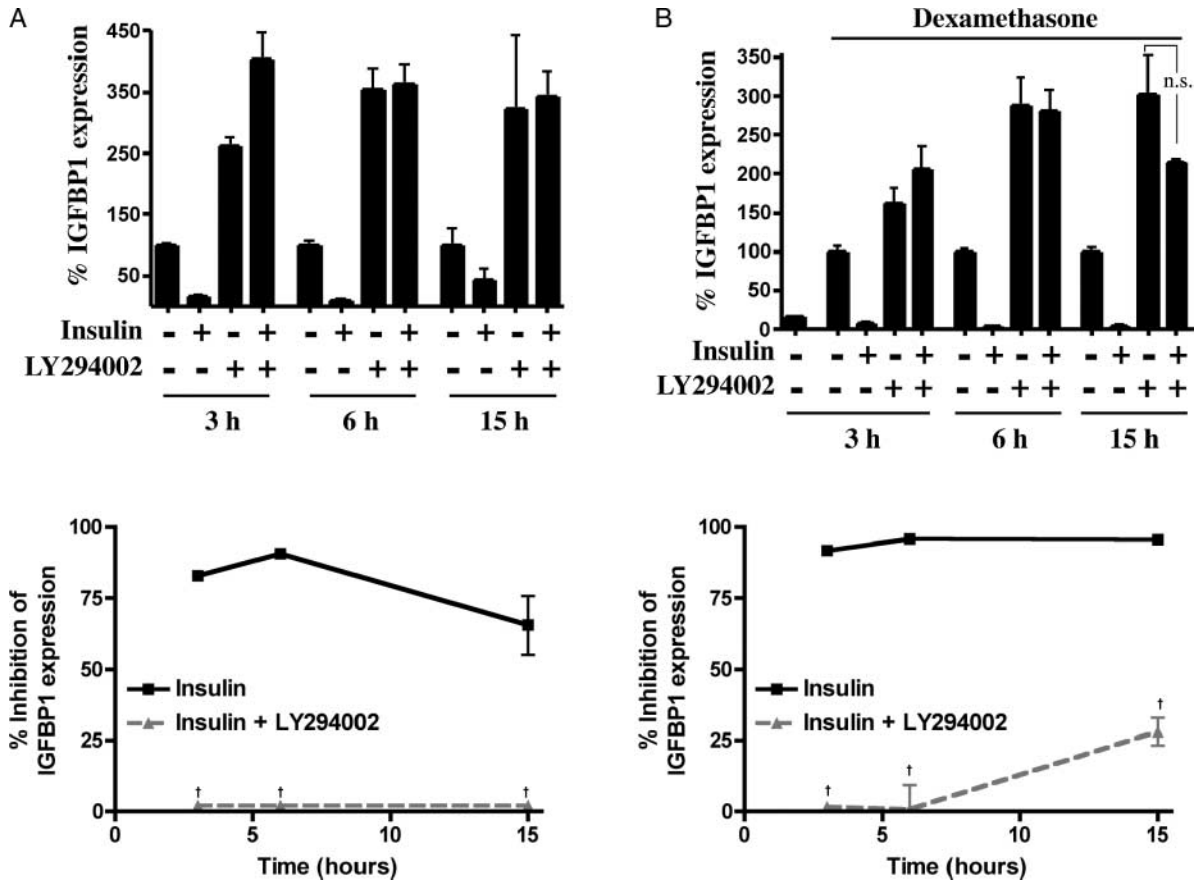 A
% IGFBP1 expression
450
350
250
150
50
Insulin - + - + - + - + - + - +
LY294002 - - + + - - + + - - + +
3 h 6 h 15 h
B
Dexamethasone
% IGFBP1 expression
350
300
250
200
150
100
50
0
n.s.
Insulin - - + - + - + - + - + - +
LY294002 - - - + + - - + + - - + +
3 h 6 h 15 h
% Inhibition of
IGFBP1 expression
100
75
50
25
0
Insulin
Insulin + LY294002
† † †
0 5 10 15
Time (hours)
% Inhibition of
IGFBP1 expression
100
75
50
25
0
Insulin
Insulin + LY294002
† † †
0 5 10 15
Time (hours)